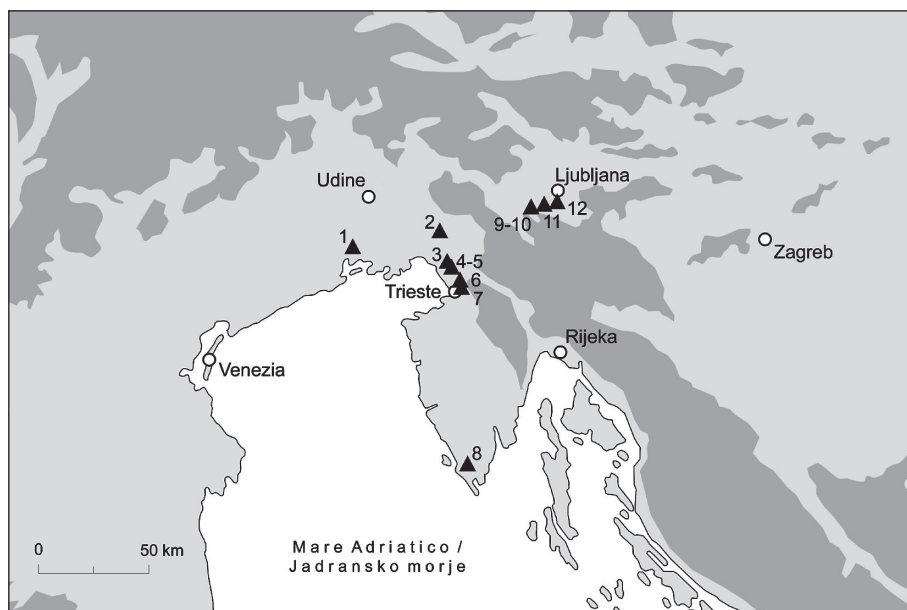 Udine
Ljubljana
9-10
11
12
2
1
3
4-5
6
7
Trieste
Zagreb
Rijeka
Venezia
8
0
50 km
Mare Adriatico /
Jadransko morje